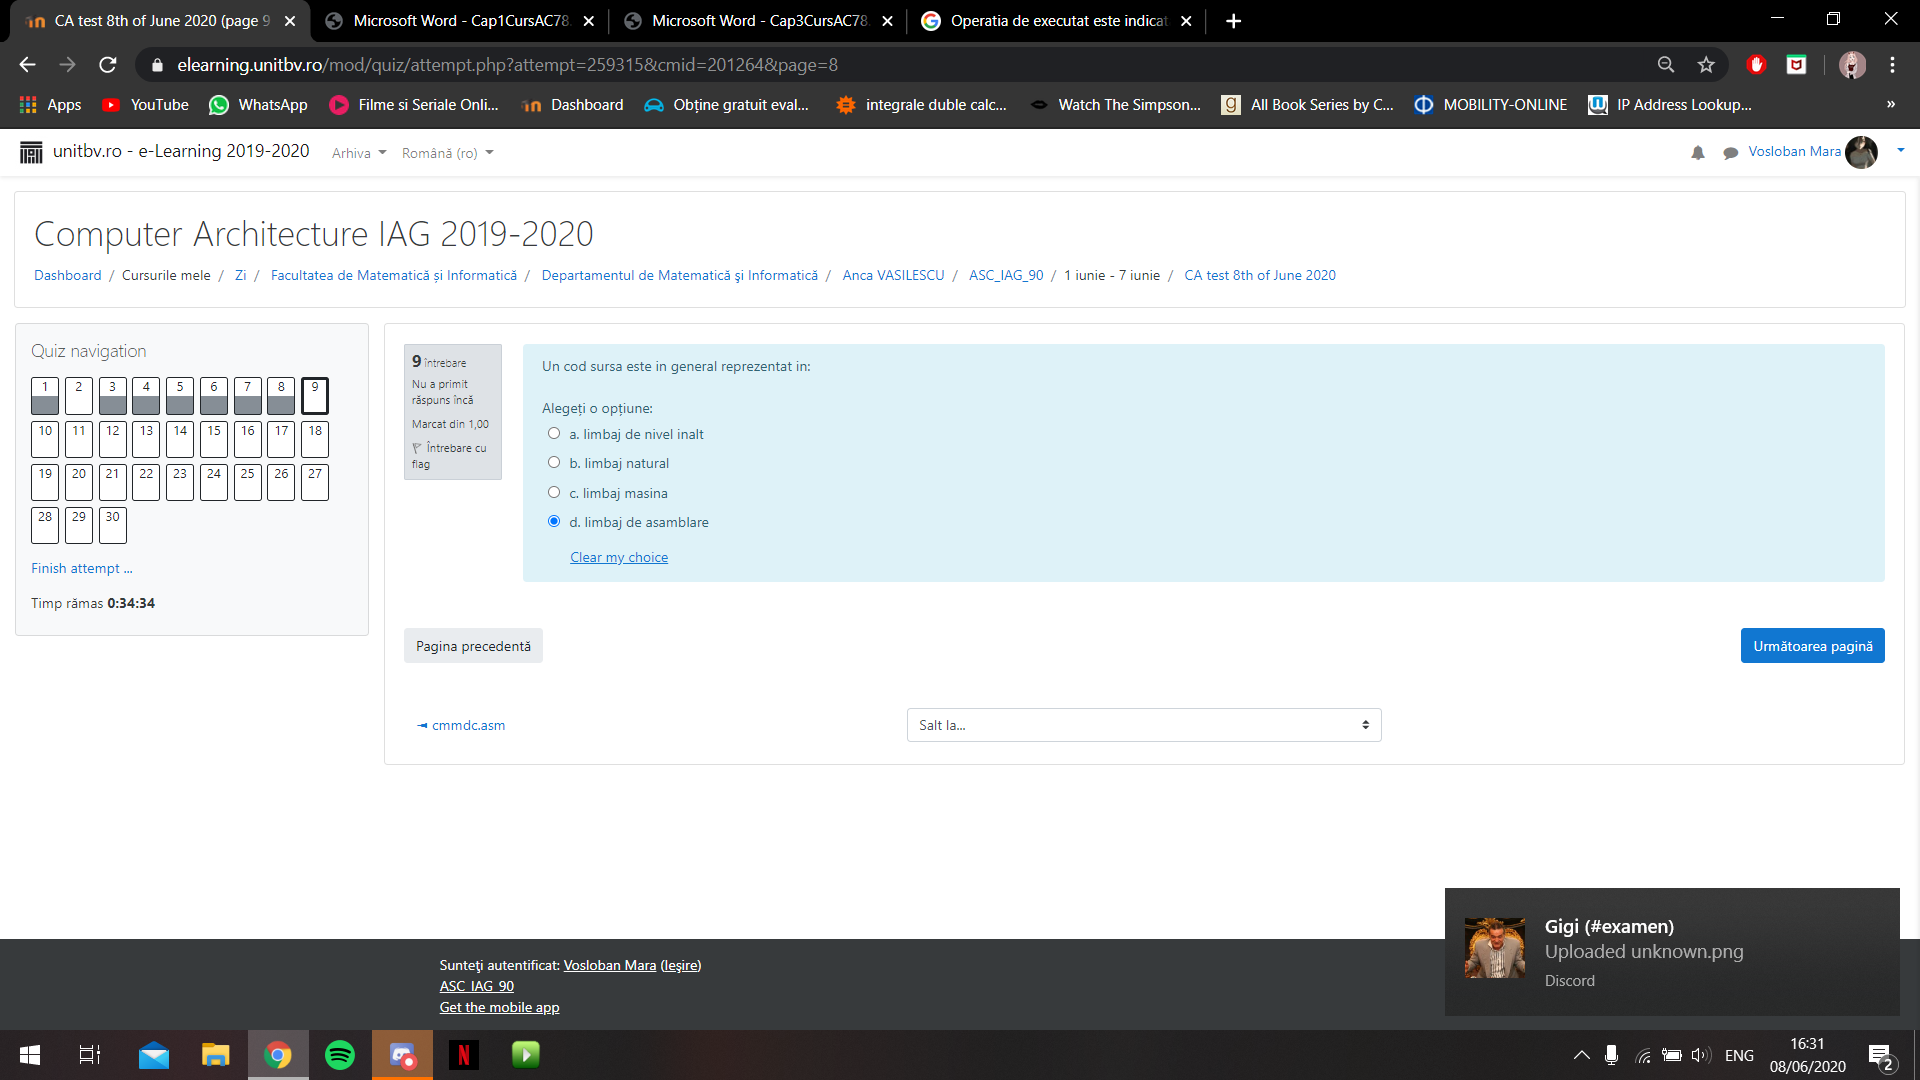 CA test 8th of June 2020 (page 9
Microsoft Word - Cap1CursAC78
Microsoft Word - Cap3CursAC78
Operatia de executat este indicat
elearning.unitbv.ro/mod/quiz/attempt.php?attempt=259315&cmid=201264&page=8
Apps
YouTube
WhatsApp
Filme si Seriale Onli...
Dashboard
Obține gratuit eval...
integrale duble calc...
Watch The Simpson...
All Book Series by C...
MOBILITY-ONLINE
IP Address Lookup...
»
unitbv.ro - e-Learning 2019-2020
Arhiva
Română (ro)
Vosloban Mara
Computer Architecture IAG 2019-2020
Dashboard / Cursurile mele / Zi / Facultatea de Matematică și Informatică / Departamentul de Matematică şi Informatică / Anca VASILESCU / ASC_IAG_90 / 1 iunie - 7 iunie / CA test 8th of June 2020
Quiz navigation
1 2 3 4 5 6 7 8 9
10 11 12 13 14 15 16 17 18
19 20 21 22 23 24 25 26 27
28 29 30
Finish attempt ...
Timp rămas 0:34:34
9 Întrebare
Nu a primit
răspuns încă
Marcat din 1,00
Întrebare cu
flag
Un cod sursa este in general reprezentat in:
Alegeți o opțiune:
a. limbaj de nivel inalt
b. limbaj natural
c. limbaj masina
d. limbaj de asamblare
Clear my choice
Pagina precedentă
Următoarea pagină
◄ cmmdc.asm
Salt la...
Sunteţi autentificat: Vosloban Mara (Ieşire)
ASC_IAG_90
Get the mobile app
Gigi (#examen)
Uploaded unknown.png
Discord
ENG
16:31
08/06/2020
2